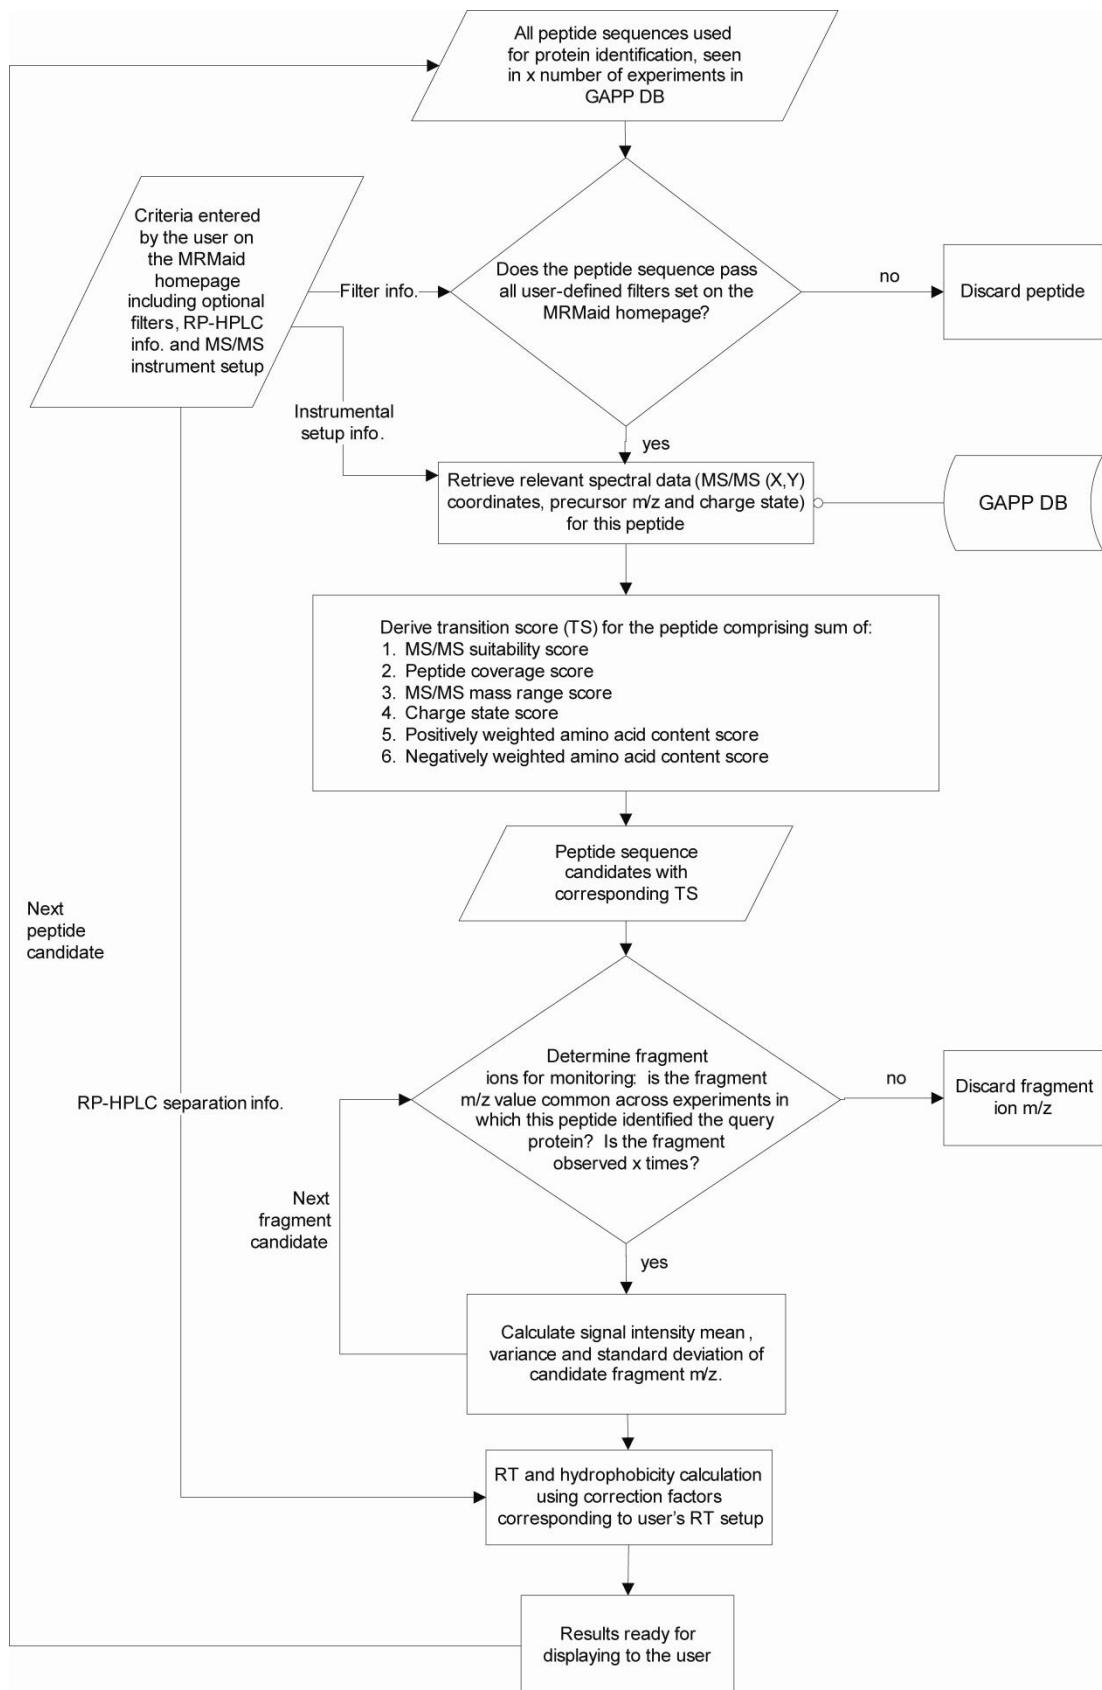 All peptide sequences used
for protein identification, seen
in x number of experiments in
GAPP DB
Criteria entered
by the user on
the MRMaid
homepage
including optional
filters, RP-HPLC
info. and MS/MS
instrument setup
Filter info.
Does the peptide sequence pass
all user-defined filters set on the
MRMaid homepage?
no
Discard peptide
Instrumental
setup info.
yes
Retrieve relevant spectral data (MS/MS (X,Y)
coordinates, precursor m/z and charge state)
for this peptide
GAPP DB
Derive transition score (TS) for the peptide comprising sum of:
1. MS/MS suitability score
2. Peptide coverage score
3. MS/MS mass range score
4. Charge state score
5. Positively weighted amino acid content score
6. Negatively weighted amino acid content score
Peptide sequence
candidates with
corresponding TS
Next
peptide
candidate
Determine fragment
ions for monitoring: is the fragment
m/z value common across experiments in
which this peptide identified the query
protein? Is the fragment
observed x times?
no
Discard fragment
ion m/z
RP-HPLC separation info.
Next
fragment
candidate
yes
Calculate signal intensity mean,
variance and standard deviation of
candidate fragment m/z.
RT and hydrophobicity calculation
using correction factors
corresponding to user's RT setup
Results ready for
displaying to the user